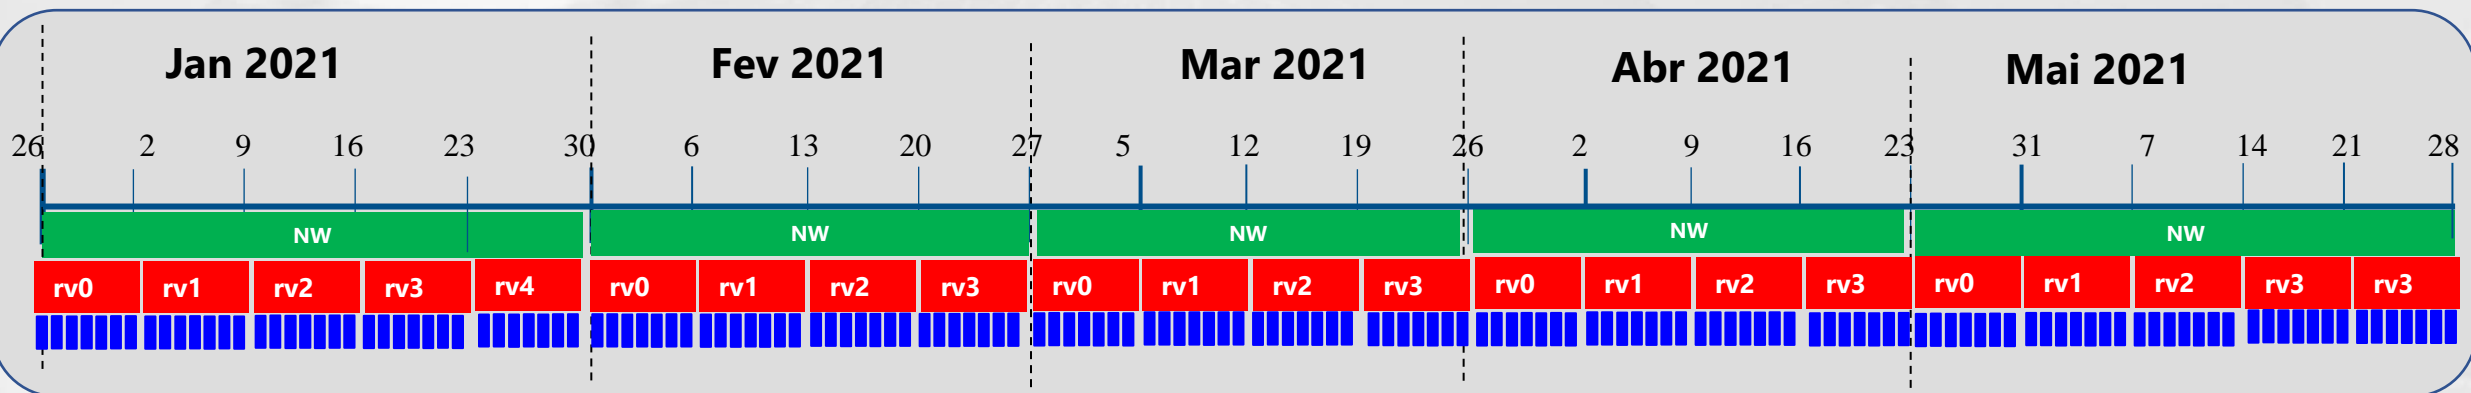 Jan 2021 Fev 2021 Mar 2021 Abr 2021 Mai 2021
26 2 9 16 23 30 6 13 20 27 5 12 19 26 2 9 16 23 31 7 14 21 28
NW NW NW NW NW
rv0 rv1 rv2 rv3 rv4 rv0 rv1 rv2 rv3 rv0 rv1 rv2 rv3 rv0 rv1 rv2 rv3 rv0 rv1 rv2 rv3 rv3